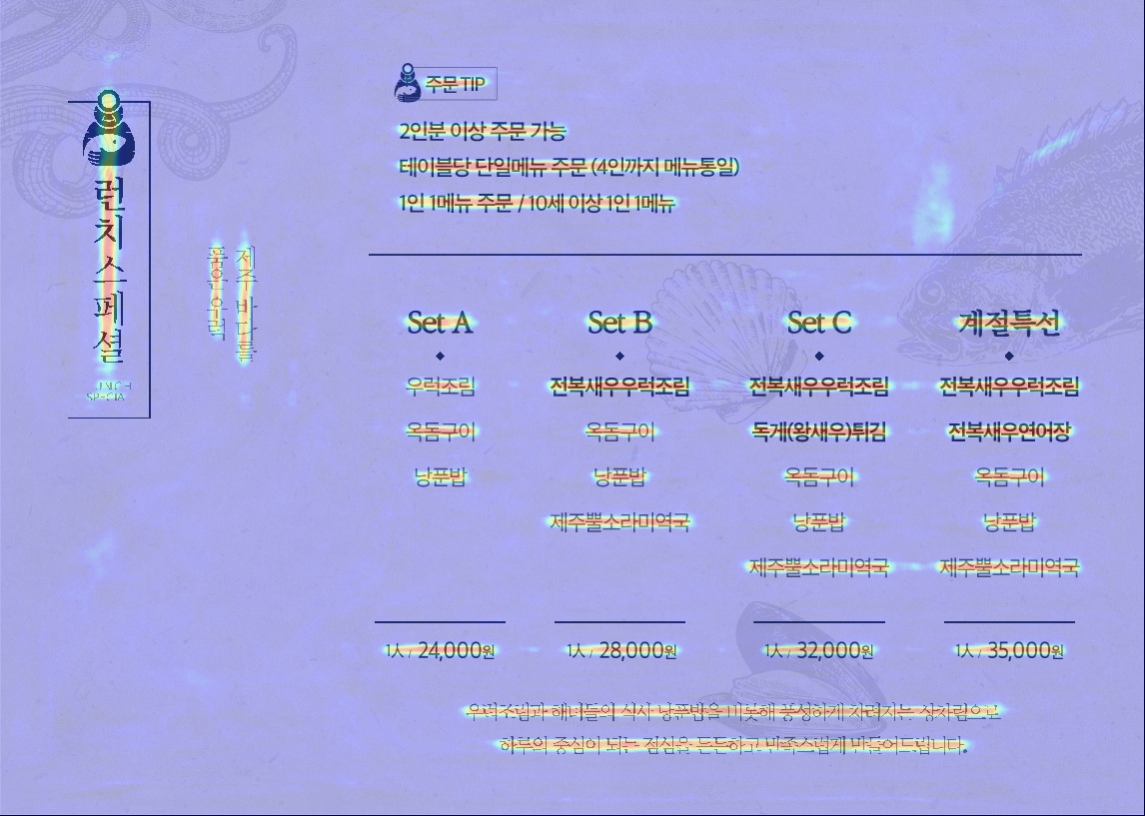 런치스페셜
LUNCH
SPECIAL
제주 바다를
품은 우럭
주문 TIP
2인분 이상 주문 가능
테이블당 단일메뉴 주문 (4인까지 메뉴통일)
1인 1메뉴 주문 / 10세 이상 1인 1메뉴
Set A
우럭조림
옥돔구이
낭푼밥
1人 / 24,000원
Set B
전복새우우럭조림
옥돔구이
낭푼밥
제주뿔소라미역국
1人 / 28,000원
Set C
전복새우우럭조림
독게(왕새우)튀김
옥돔구이
낭푼밥
제주뿔소라미역국
1人 / 32,000원
계절특선
전복새우우럭조림
전복새우연어장
옥돔구이
낭푼밥
제주뿔소라미역국
1人 / 35,000원
우럭조림과 해녀들의 식사 낭푼밥을 비롯해 풍성하게 차려지는 상차림으로
하루의 중심이 되는 점심을 든든하고 만족스럽게 만들어드립니다.